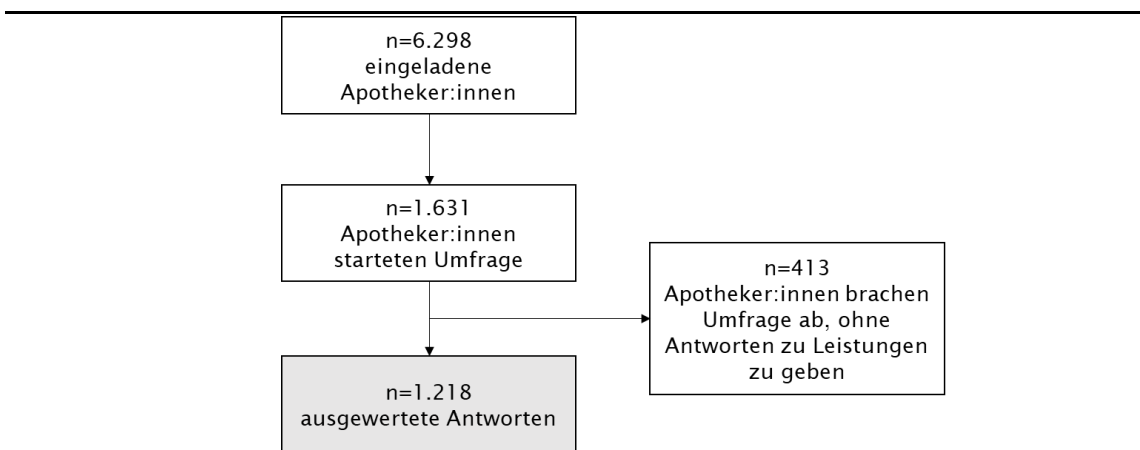 n=6.298
eingeladene
Apotheker:innen
n=1.631
Apotheker:innen
starteten Umfrage
n=413
Apotheker:innen brachen
Umfrage ab, ohne
Antworten zu Leistungen
zu geben
n=1.218
ausgewertete Antworten